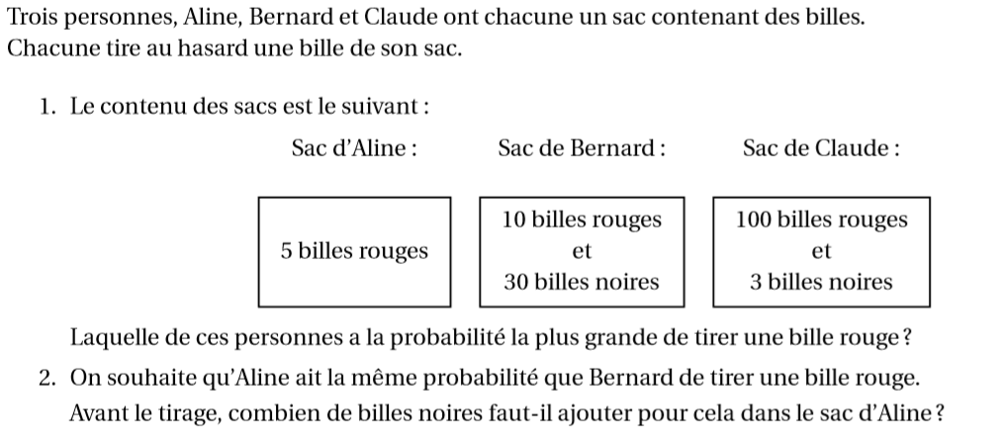 Trois personnes, Aline, Bernard et Claude ont chacune un sac contenant des billes.
Chacune tire au hasard une bille de son sac.
1. Le contenu des sacs est le suivant :
Sac d'Aline : Sac de Bernard : Sac de Claude :
5 billes rouges
10 billes rouges
et
30 billes noires
100 billes rouges
et
3 billes noires
Laquelle de ces personnes a la probabilité la plus grande de tirer une bille rouge ?
2. On souhaite qu'Aline ait la même probabilité que Bernard de tirer une bille rouge.
Avant le tirage, combien de billes noires faut-il ajouter pour cela dans le sac d'Aline ?